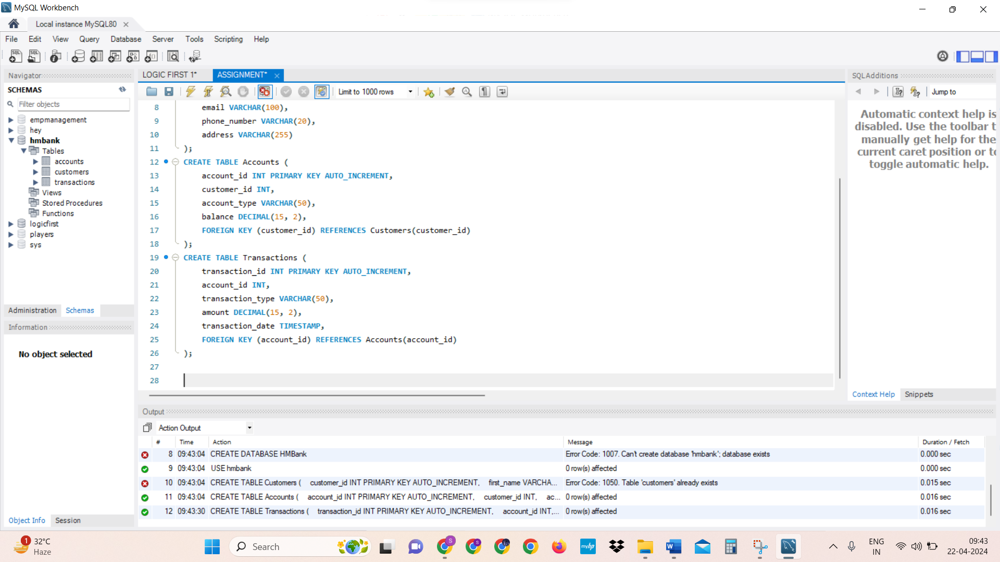 MySQL Workbench
Local instance MySQL80
File Edit View Query Database Server Tools Scripting Help
Navigator
SCHEMAS
Filter objects
empmanagement
hey
hmbank
Tables
accounts
customers
transactions
Views
Stored Procedures
Functions
logicfirst
players
sys
Administration Schemas
Information
No object selected
Object Info Session
LOGIC FIRST 1* ASSIGNMENT*
Limit to 1000 rows
8 email VARCHAR(100),
9 phone_number VARCHAR(20),
10 address VARCHAR(255)
11 );
12 CREATE TABLE Accounts (
13 account_id INT PRIMARY KEY AUTO_INCREMENT,
14 customer_id INT,
15 account_type VARCHAR(50),
16 balance DECIMAL(15, 2),
17 FOREIGN KEY (customer_id) REFERENCES Customers(customer_id)
18 );
19 CREATE TABLE Transactions (
20 transaction_id INT PRIMARY KEY AUTO_INCREMENT,
21 account_id INT,
22 transaction_type VARCHAR(50),
23 amount DECIMAL(15, 2),
24 transaction_date TIMESTAMP,
25 FOREIGN KEY (account_id) REFERENCES Accounts(account_id)
26 );
27
28
SQLAdditions
Jump to
Automatic context help is
disabled. Use the toolbar t
manually get help for the
current caret position or to
toggle automatic help.
Context Help Snippets
Output
Action Output
# Time Action Message Duration / Fetch
8 09:43:04 CREATE DATABASE HMBank Error Code: 1007. Can't create database 'hmbank'; database exists 0.000 sec
9 09:43:04 USE hmbank 0 row(s) affected 0.000 sec
10 09:43:04 CREATE TABLE Customers ( customer_id INT PRIMARY KEY AUTO_INCREMENT, first_name VARCHA... Error Code: 1050. Table 'customers' already exists 0.015 sec
11 09:43:04 CREATE TABLE Accounts ( account_id INT PRIMARY KEY AUTO_INCREMENT, customer_id INT, ac... 0 row(s) affected 0.016 sec
12 09:43:30 CREATE TABLE Transactions ( transaction_id INT PRIMARY KEY AUTO_INCREMENT, account_id INT,... 0 row(s) affected 0.016 sec
1 32°C
Haze
Search
ENG
IN
09:43
22-04-2024